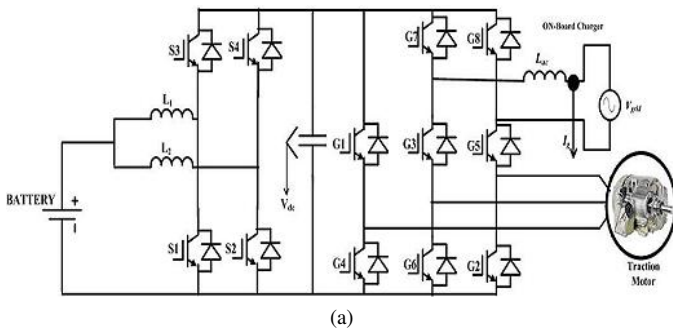 S3
S4
G7
G8
ON-Board Charger
Lac
Vgrid
L1
L2
G1
G3
G5
Ig
BATTERY
+
Vdc
S1
S2
G4
G6
G2
Traction
Motor
(a)